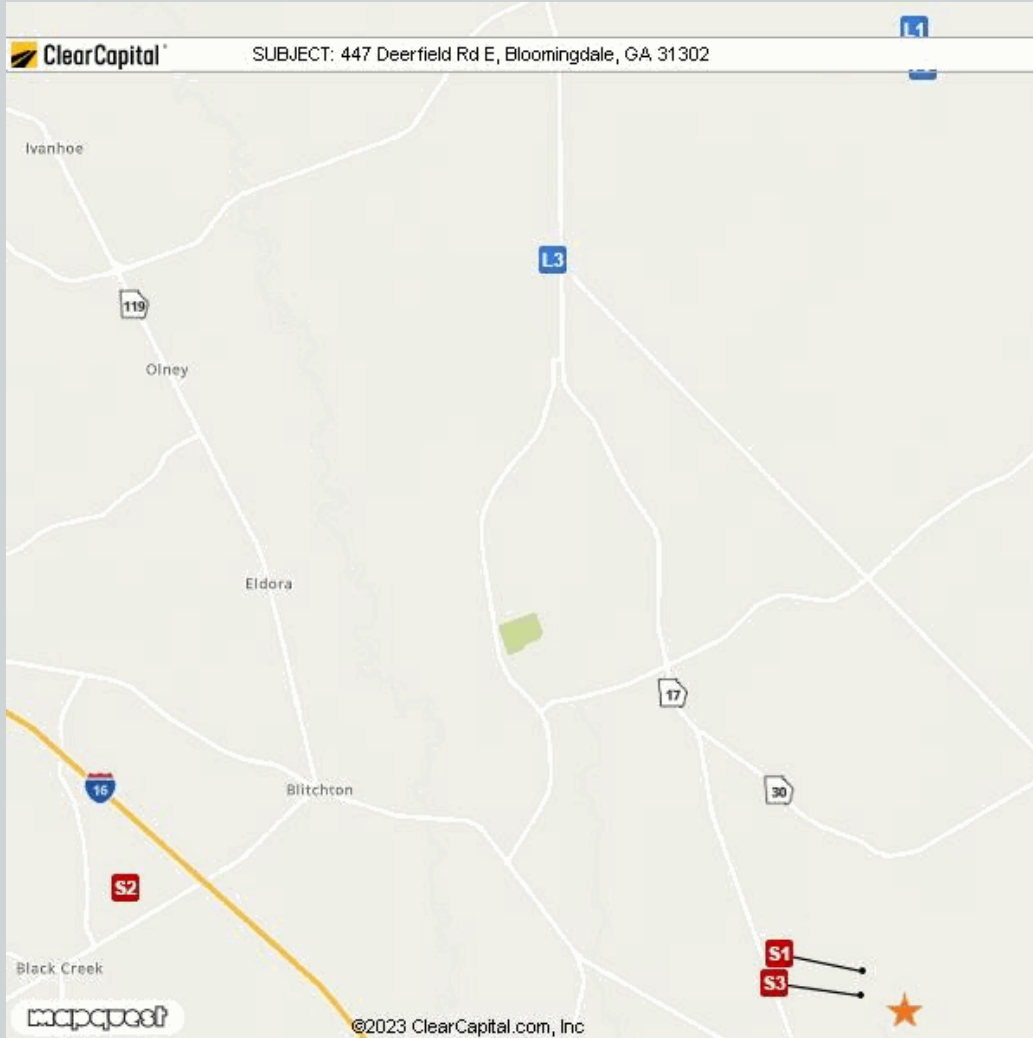 L1
ClearCapital SUBJECT: 447 Deerfield Rd E, Bloomingdale, GA 31302
Ivanhoe
L3
119
Olney
Eldora
17
16
Blitchton
30
S2
S1
Black Creek
S3
mapquest
©2023 ClearCapital.com, Inc